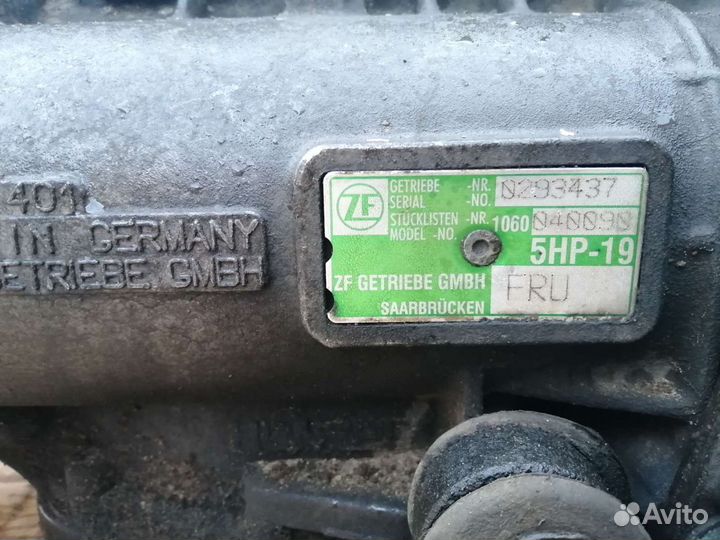 401
IN GERMANY
GETRIEBE GMBH
ZF
GETRIEBE -NR. 0293437
SERIAL -NO.
STÜCKLISTEN -NR. 1060 040090
MODEL -NO.
5HP-19
ZF GETRIEBE GMBH FRU
SAARBRÜCKEN
Avito